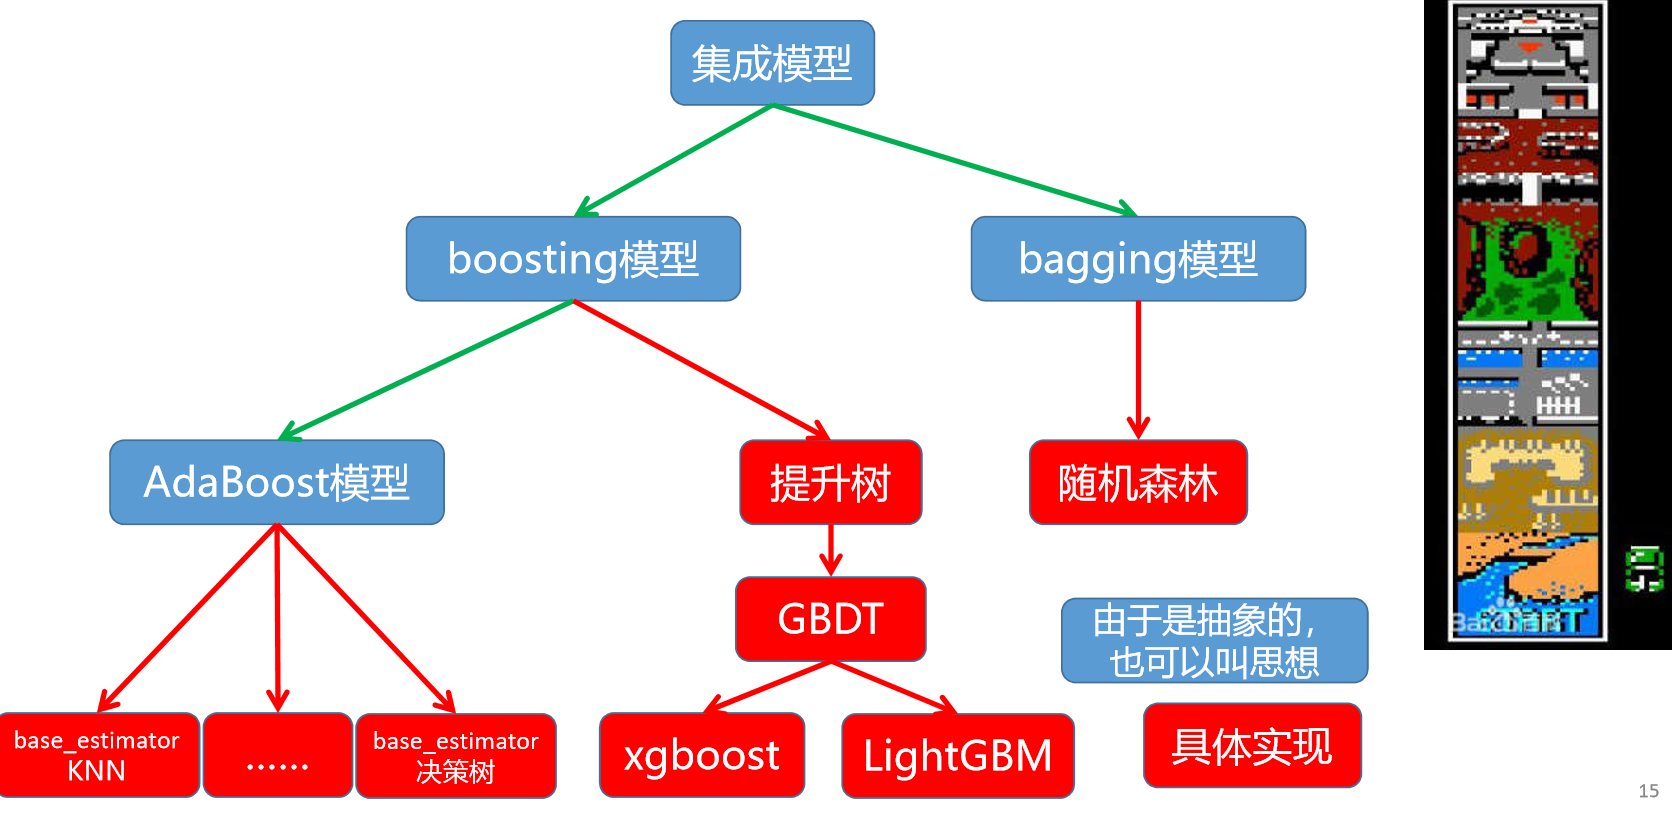 集成模型
boosting模型
bagging模型
AdaBoost模型
提升树
随机森林
GBDT
由于是抽象的，
也可以叫思想
base_estimator
KNN
……
base_estimator
决策树
xgboost
LightGBM
具体实现
15